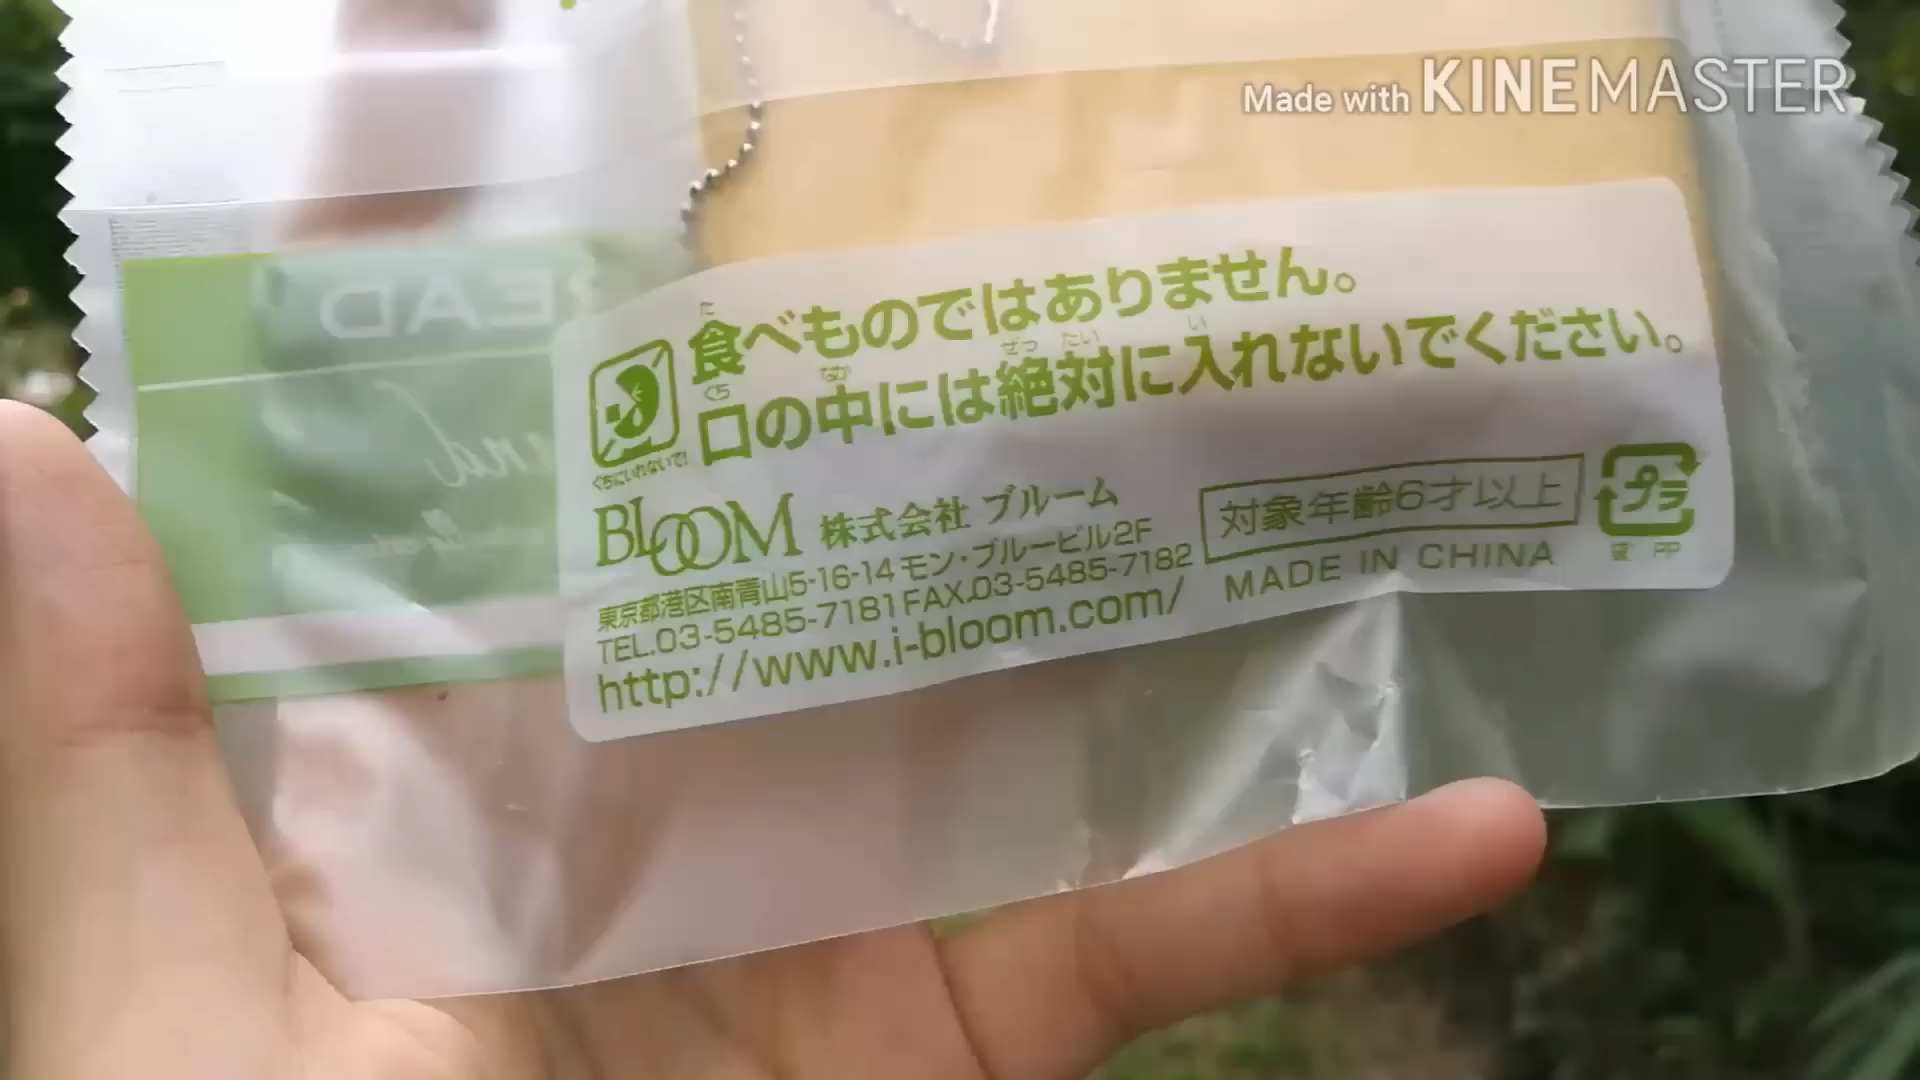 Made with KINEMASTER
READ
and
食べものではありません。
口の中には絶対に入れないでください。
くちにいれないで!
BLOOM 株式会社 ブルーム
対象年齢6才以上
プラ
袋 PP
東京都港区南青山5-16-14 モン・ブルービル2F
TEL.03-5485-7181 FAX.03-5485-7182
MADE IN CHINA
http://www.i-bloom.com/